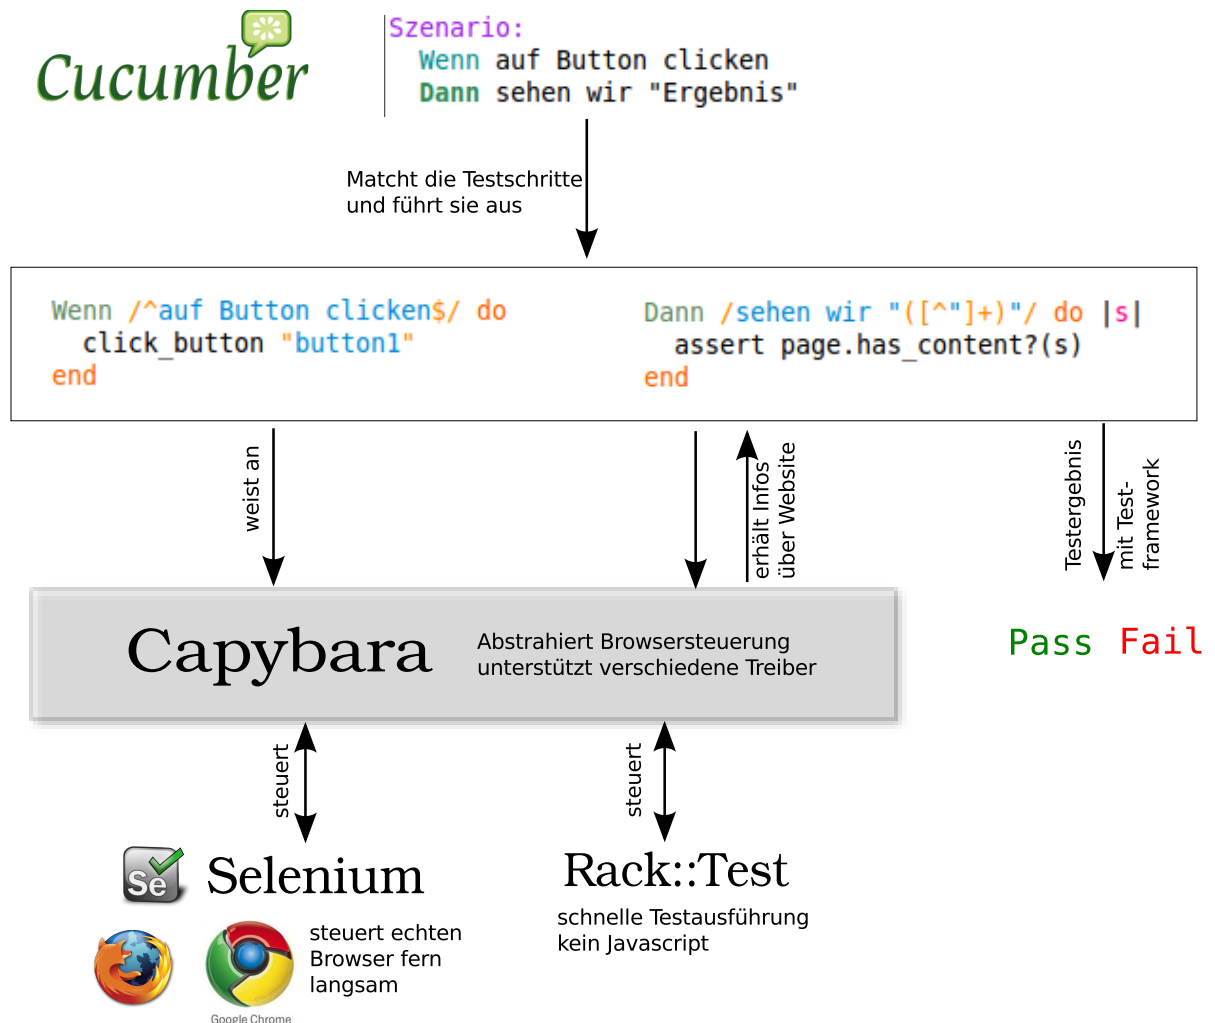 Cucumber
Szenario:
Wenn auf Button clicken
Dann sehen wir "Ergebnis"
Matcht die Testschritte
und führt sie aus
Wenn /^auf Button clicken$/ do
click_button "button1"
end
Dann /sehen wir "([^"]+)"/ do |s|
assert page.has_content?(s)
end
weist an
erhält Infos
über Website
Testergebnis
mit Test-
framework
Capybara
Abstrahiert Browsersteuerung
unterstützt verschiedene Treiber
Pass Fail
steuert
steuert
Se
Selenium
Rack::Test
schnelle Testausführung
kein Javascript
steuert echten
Browser fern
langsam
Google Chrome